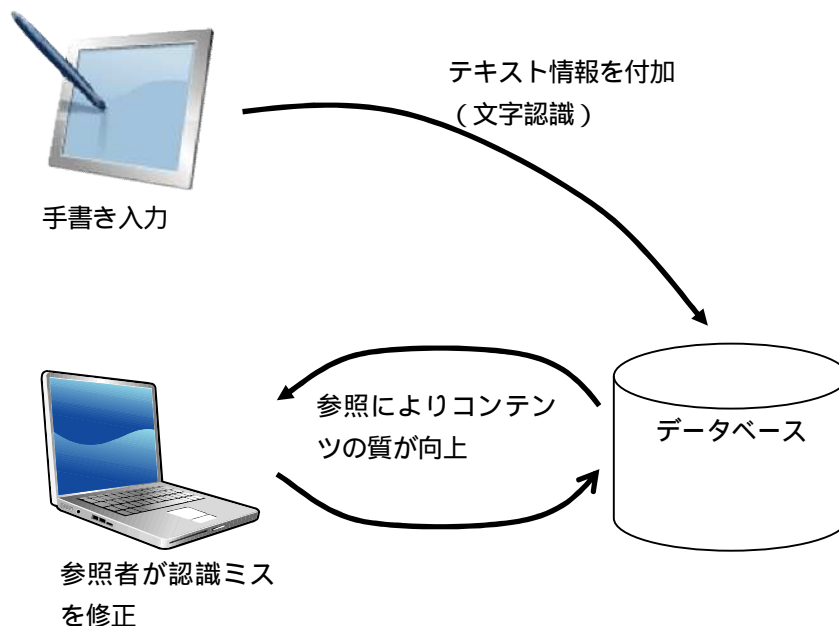 テキスト情報を付加
（文字認識）
手書き入力
参照によりコンテン
ツの質が向上
データベース
参照者が認識ミス
を修正